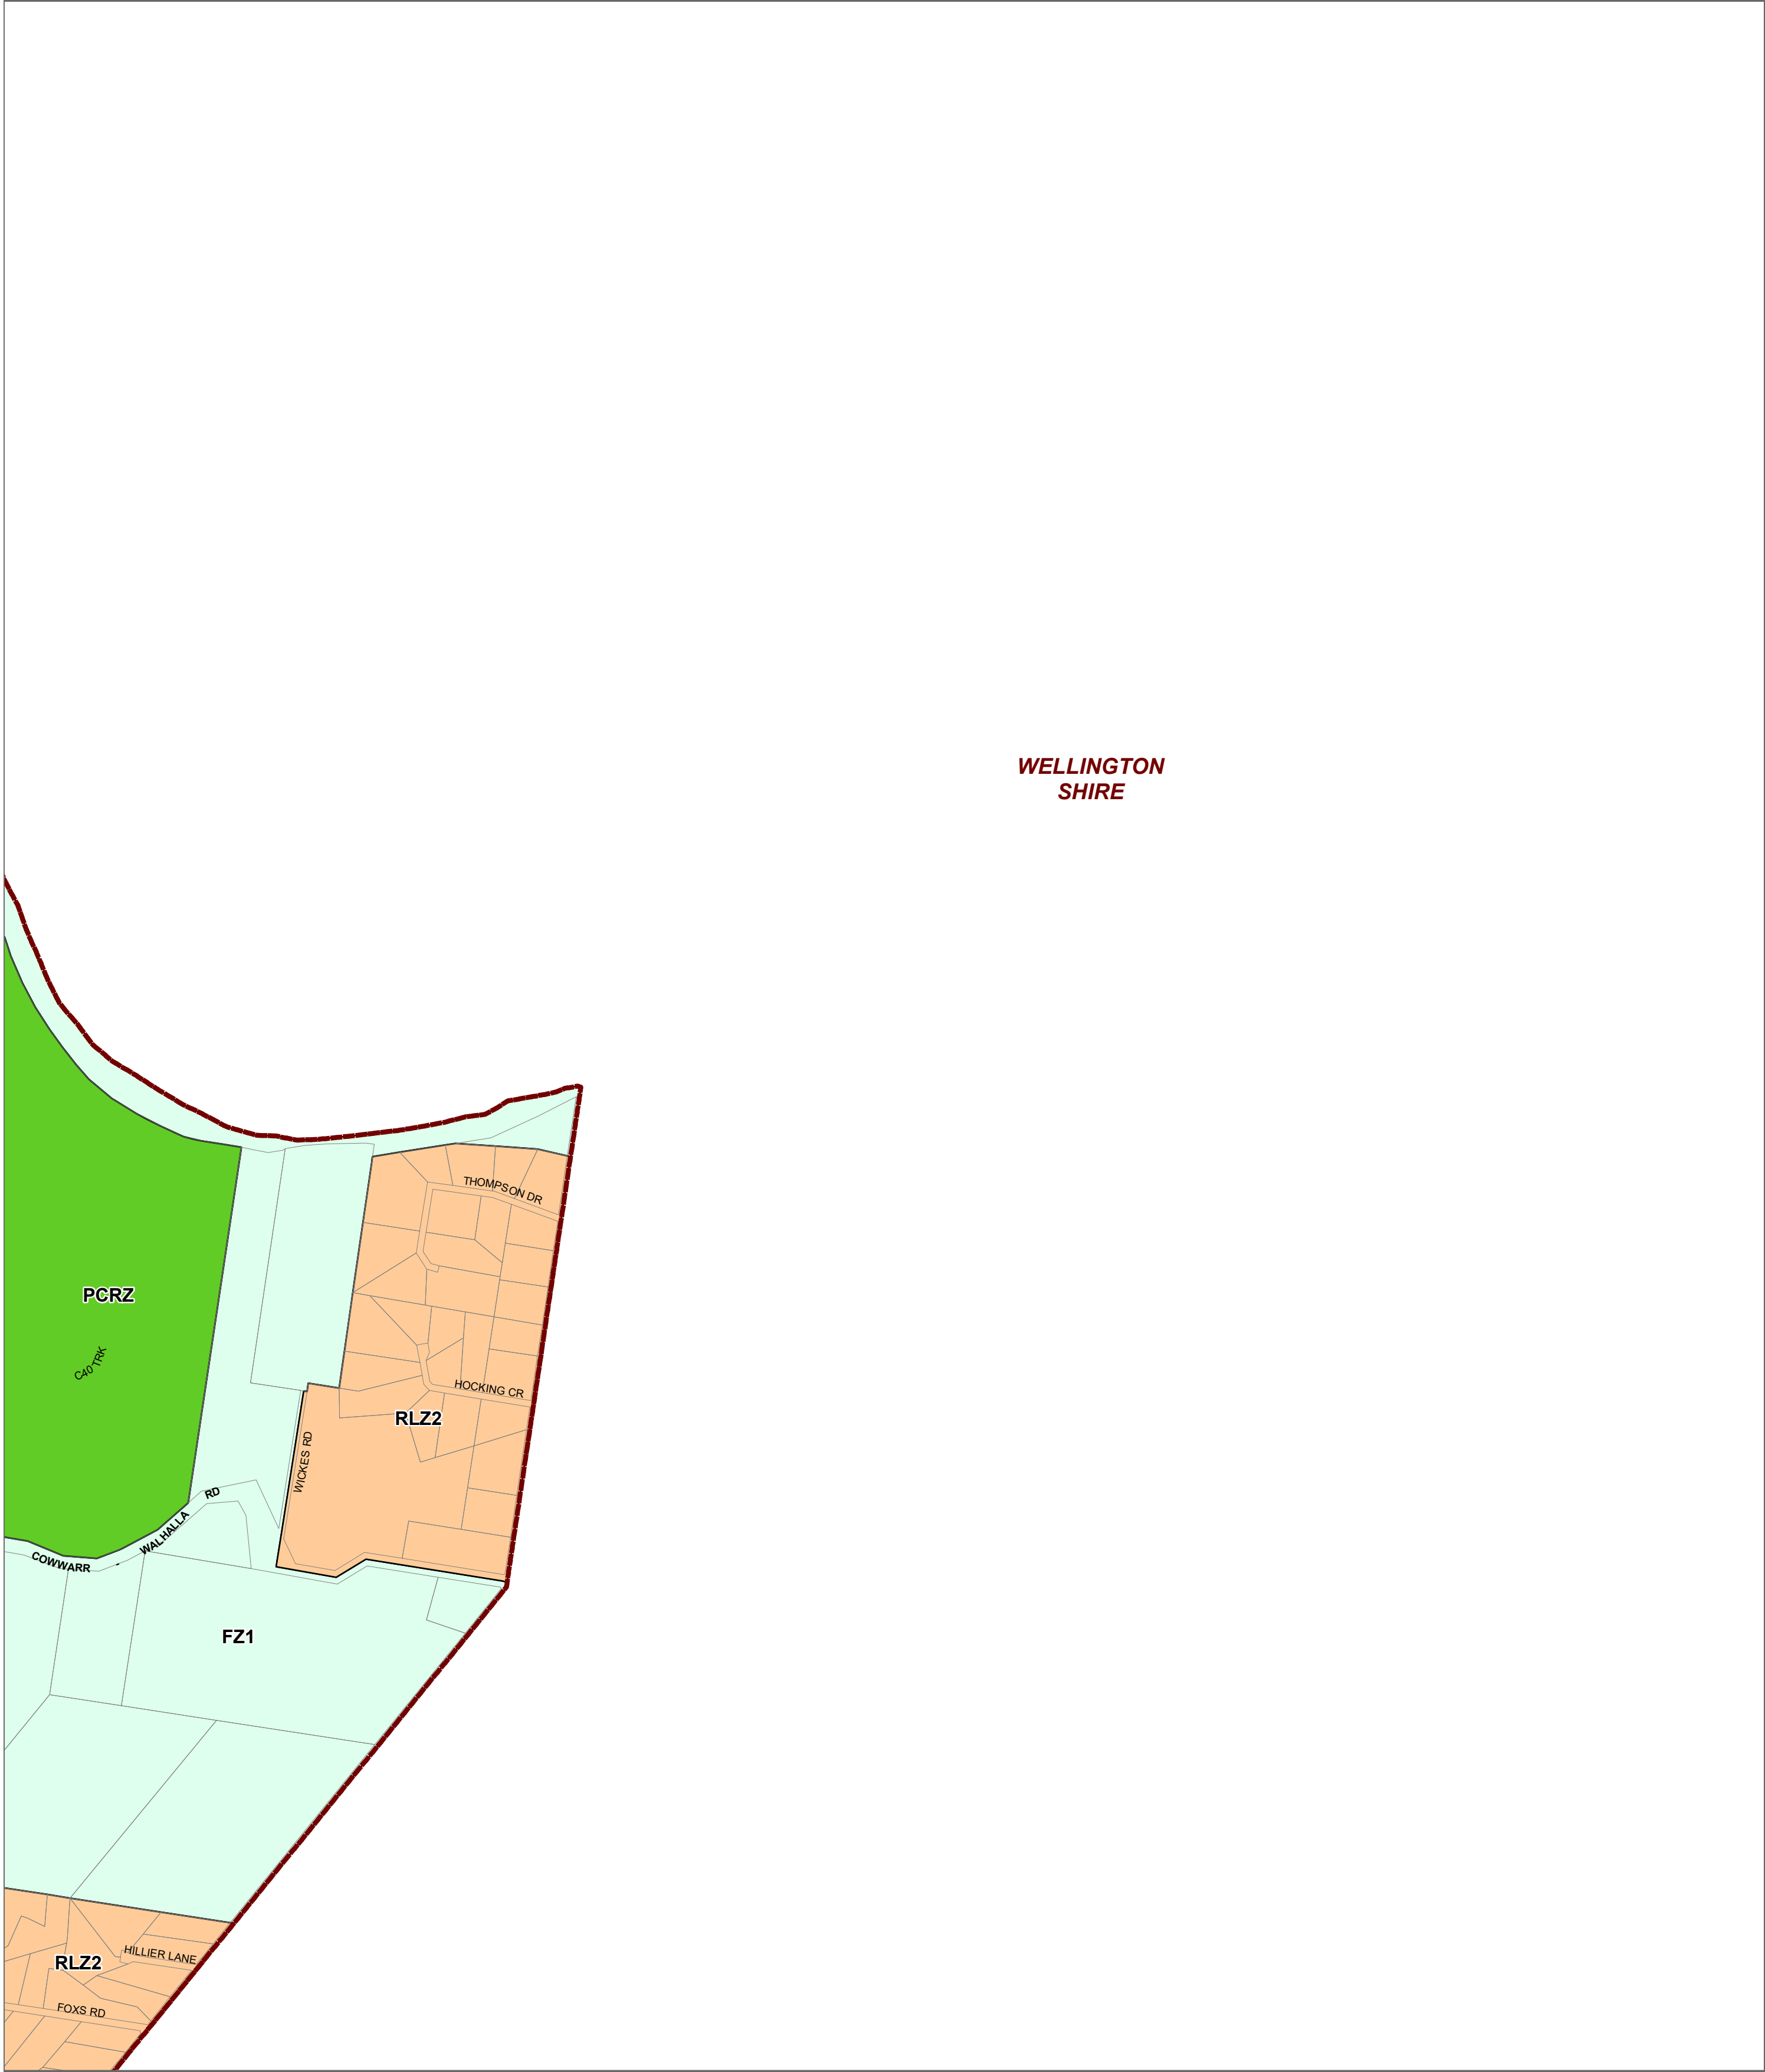 WELLINGTON
SHIRE
THOMPSON DR
PCRZ
C40 TRK
HOCKING CR
RLZ2
WICKES RD
COWWARR - WALHALLA RD
FZ1
HILLIER LANE
RLZ2
FOXS RD